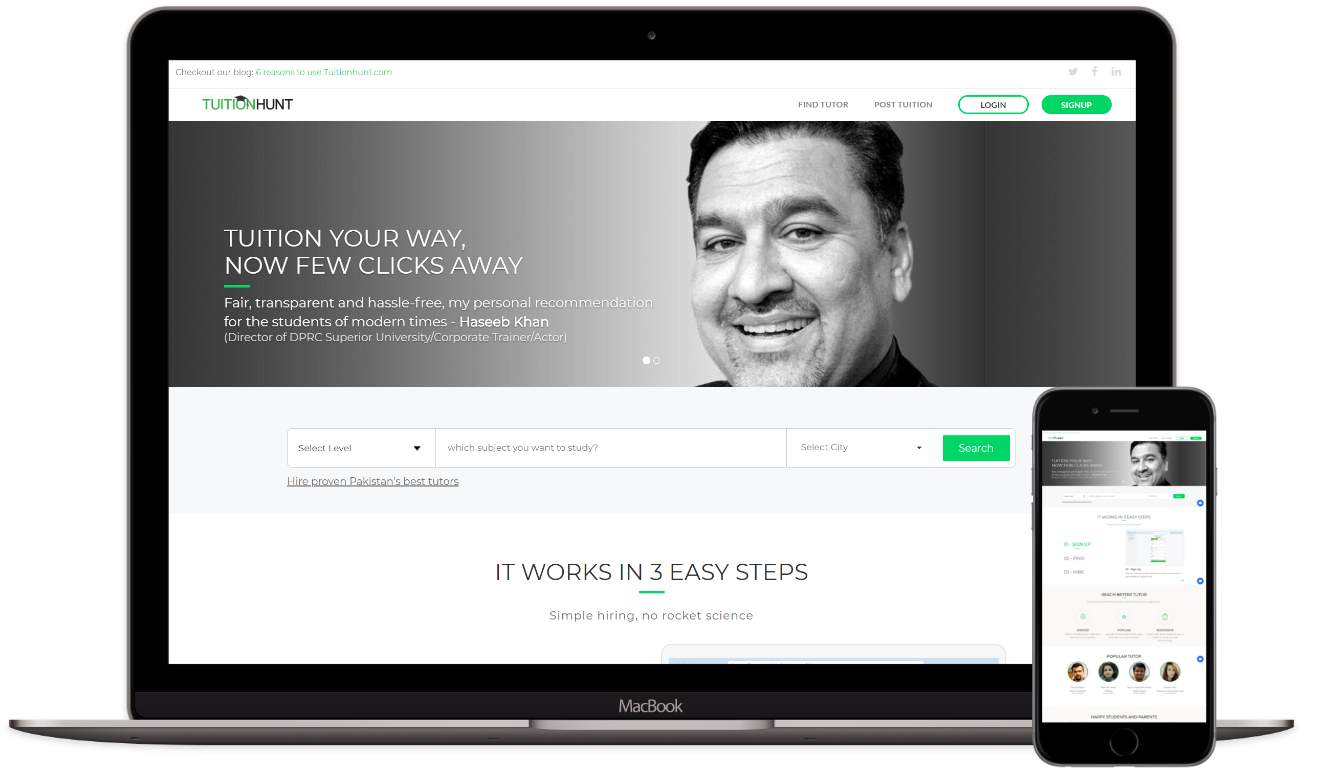 Checkout our blog: 6 reasons to use Tuitionhunt.com
TUITIONHUNT
FIND TUTOR
POST TUITION
LOGIN
SIGNUP
TUITION YOUR WAY,
NOW FEW CLICKS AWAY
Fair, transparent and hassle-free, my personal recommendation
for the students of modern times - Haseeb Khan
(Director of DPRC Superior University/Corporate Trainer/Actor)
Select Level
which subject you want to study?
Select City
Search
Hire proven Pakistan's best tutors
IT WORKS IN 3 EASY STEPS
Simple hiring, no rocket science
MacBook
TUITION YOUR WAY,
NOW FEW CLICKS AWAY
IT WORKS IN 3 EASY STEPS
01 - SIGN UP
02 - FIND
03 - HIRE
01 - Sign Up
REACH BETTER TUTOR
POPULAR TUTOR
HAPPY STUDENTS AND PARENTS